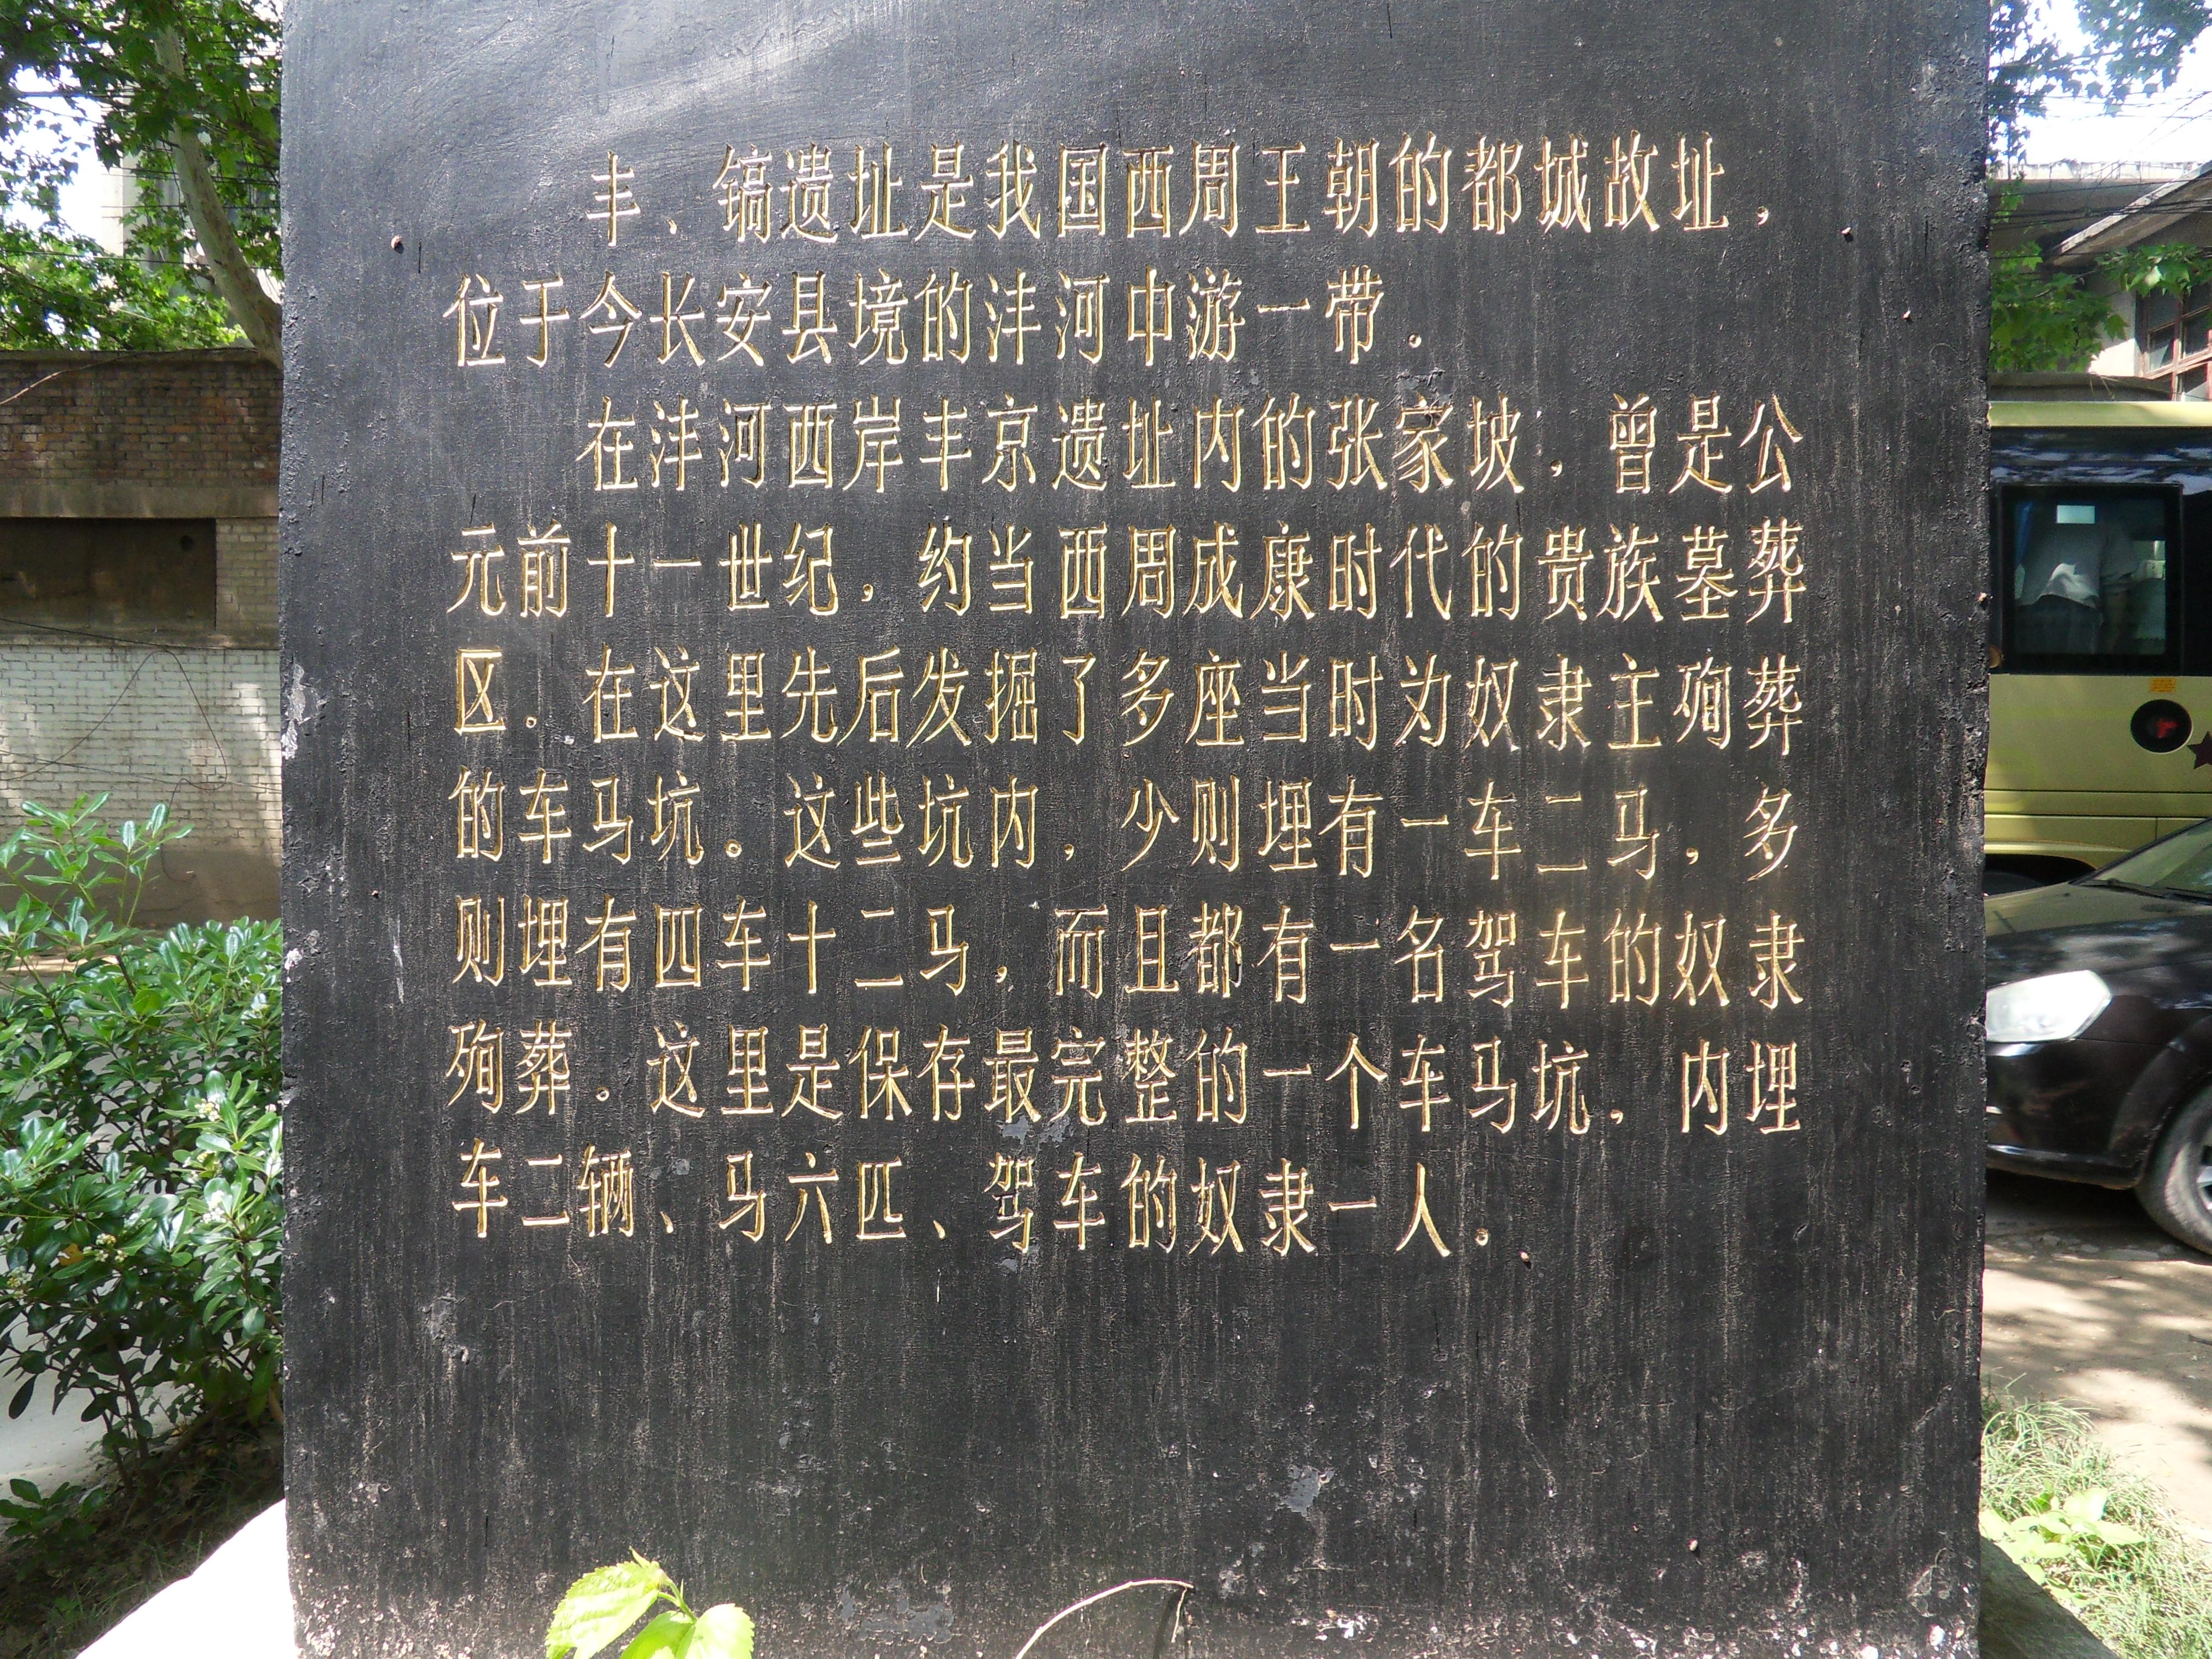 丰、镐遗址是我国西周王朝的都城故址，
位于今长安县境的沣河中游一带。
在沣河西岸丰京遗址内的张家坡，曾是公
元前十一世纪，约当西周成康时代的贵族墓葬
区。在这里先后发掘了多座当时为奴隶主殉葬
的车马坑。这些坑内，少则埋有一车二马，多
则埋有四车十二马，而且都有一名驾车的奴隶
殉葬。这里是保存最完整的一个车马坑，内埋
车二辆、马六匹、驾车的奴隶一人。